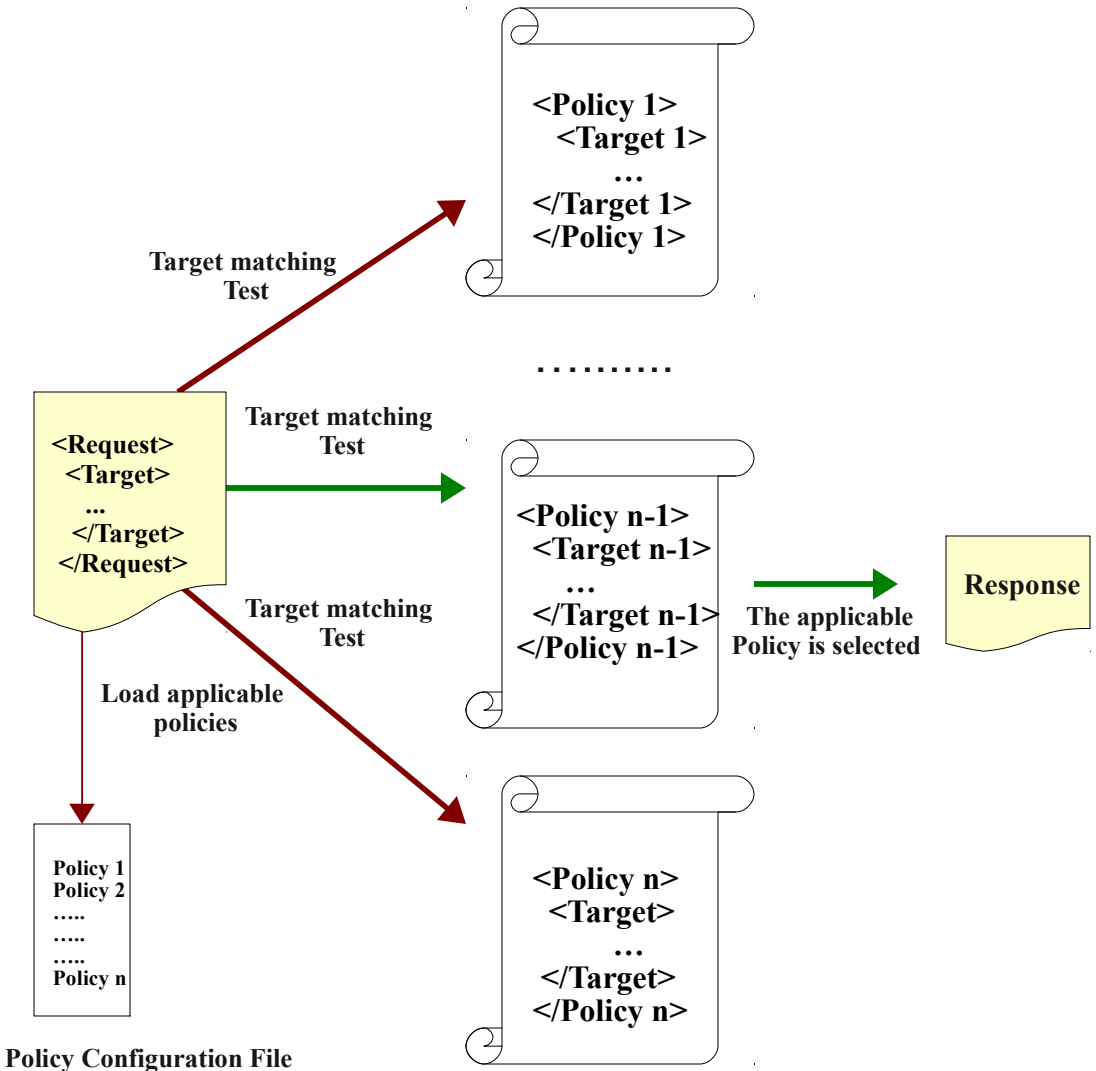 <Policy 1>
<Target 1>
...
</Target 1>
</Policy 1>
Target matching
Test
..........
<Request>
<Target>
...
</Target>
</Request>
Target matching
Test
<Policy n-1>
<Target n-1>
...
</Target n-1>
</Policy n-1>
The applicable
Policy is selected
Response
Target matching
Test
Load applicable
policies
<Policy n>
<Target>
...
</Target>
</Policy n>
Policy 1
Policy 2
.....
.....
.....
Policy n
Policy Configuration File